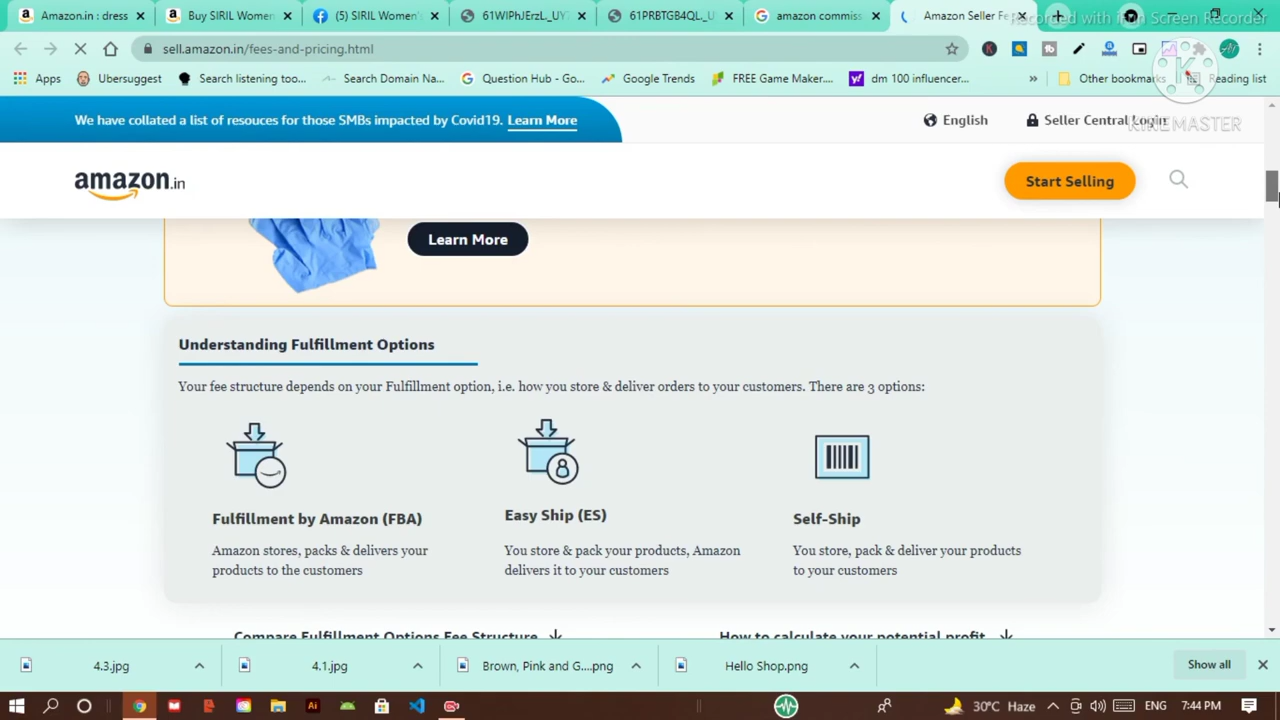 Amazon.in : dress
Buy SIRIL Women
(5) SIRIL Women'
61WIPhJErzL._UY
61PRBTGB4QL._U
amazon commiss
Amazon Seller Fe
Recorded with iTop Screen Recorder
sell.amazon.in/fees-and-pricing.html
Apps
Ubersuggest
Search listening too...
Search Domain Na...
Question Hub - Go...
Google Trends
FREE Game Maker....
dm 100 influencer...
»
Other bookmarks
Reading list
KINEMASTER
We have collated a list of resouces for those SMBs impacted by Covid19. Learn More
English
Seller Central Login
amazon.in
Start Selling
Learn More
Understanding Fulfillment Options
Your fee structure depends on your Fulfillment option, i.e. how you store & deliver orders to your customers. There are 3 options:
Fulfillment by Amazon (FBA)
Amazon stores, packs & delivers your
products to the customers
Easy Ship (ES)
You store & pack your products, Amazon
delivers it to your customers
Self-Ship
You store, pack & deliver your products
to your customers
Compare Fulfillment Options Fee Structure
How to calculate your potential profit
4.3.jpg
4.1.jpg
Brown, Pink and G....png
Hello Shop.png
Show all
30°C Haze
ENG
7:44 PM